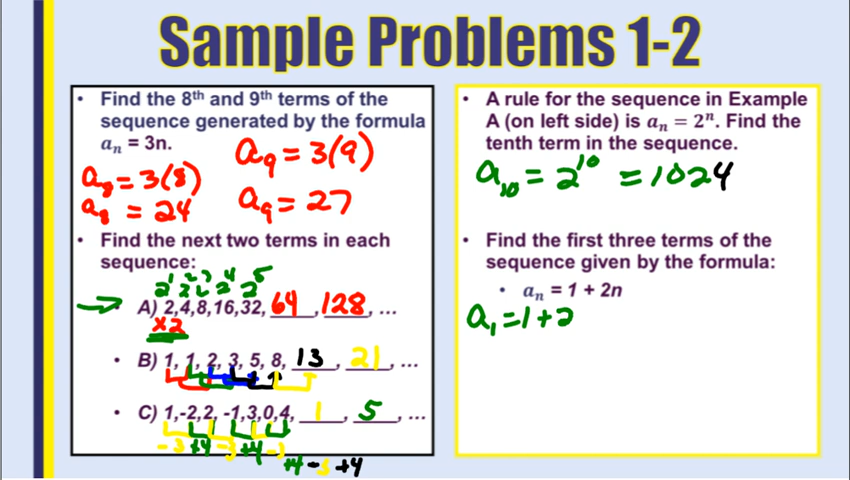 Sample Problems 1-2
• Find the 8th and 9th terms of the
sequence generated by the formula
aₙ = 3n.
a₈ = 3(8)
a₈ = 24
a₉ = 3(9)
a₉ = 27
• Find the next two terms in each
sequence:
2¹ 2² 2³ 2⁴ 2⁵
A) 2,4,8,16,32, 64, 128, ...
×2
• B) 1, 1, 2, 3, 5, 8, 13, 21, ...
• C) 1,-2,2, -1,3,0,4, 1, 5, ...
-3 +4 -3 +4 -3 +4 -3 +4
• A rule for the sequence in Example
A (on left side) is aₙ = 2ⁿ. Find the
tenth term in the sequence.
a₁₀ = 2¹⁰ = 1024
• Find the first three terms of the
sequence given by the formula:
• aₙ = 1 + 2n
a₁ = 1 + 2